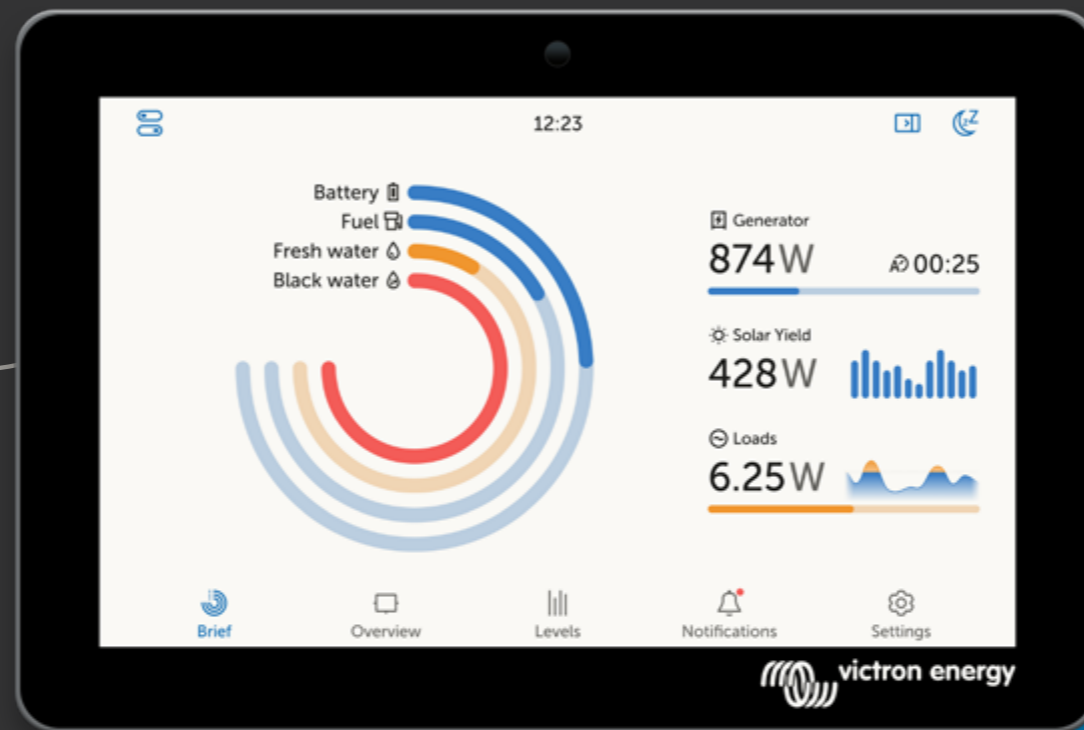 12:23
Battery
Fuel
Fresh water
Black water
Generator
874W
00:25
Solar Yield
428W
Loads
6.25W
Brief
Overview
Levels
Notifications
Settings
victron energy